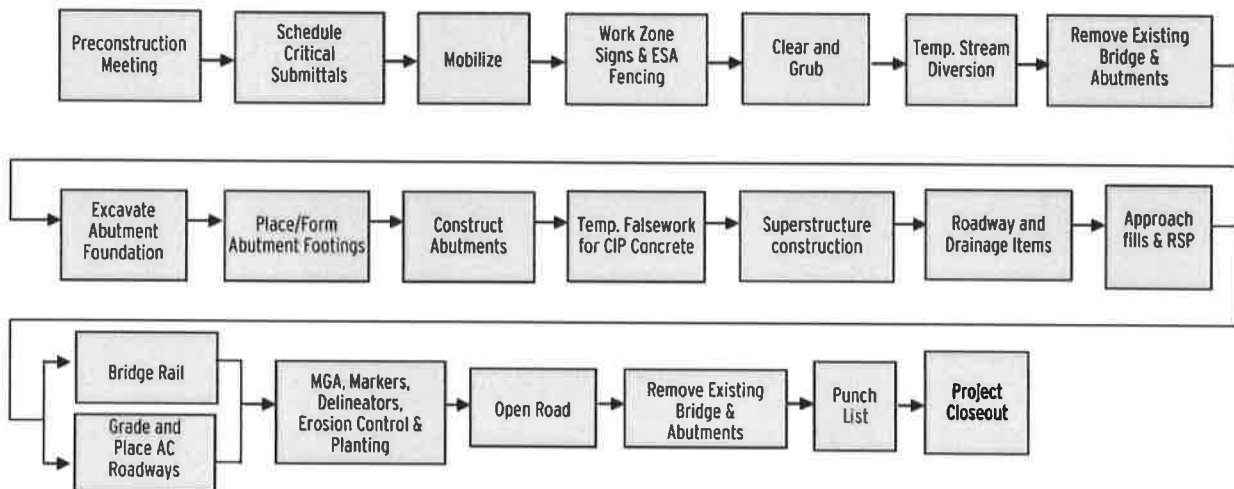 Preconstruction
Meeting
Schedule
Critical
Submittals
Mobilize
Work Zone
Signs & ESA
Fencing
Clear and
Grub
Temp. Stream
Diversion
Remove Existing
Bridge &
Abutments
Excavate
Abutment
Foundation
Place/Form
Abutment Footings
Construct
Abutments
Temp. Falsework
for CIP Concrete
Superstructure
construction
Roadway and
Drainage Items
Approach
fills & RSP
Bridge Rail
Grade and
Place AC
Roadways
MGA, Markers,
Delineators,
Erosion Control &
Planting
Open Road
Remove Existing
Bridge &
Abutments
Punch
List
Project
Closeout